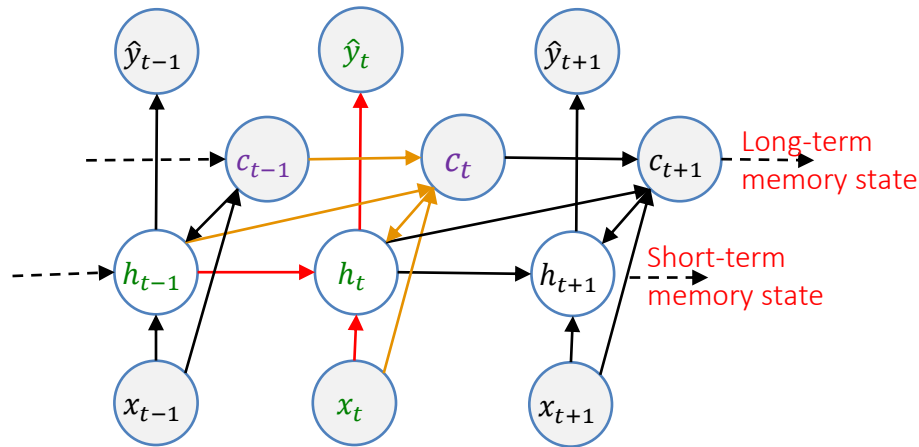 ŷₜ₋₁ ŷₜ ŷₜ₊₁
cₜ₋₁ cₜ cₜ₊₁ Long-term
memory state
hₜ₋₁ hₜ hₜ₊₁ Short-term
memory state
xₜ₋₁ xₜ xₜ₊₁